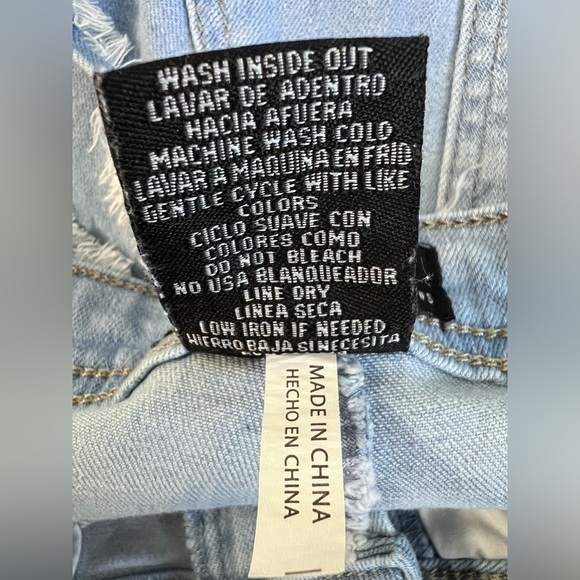 WASH INSIDE OUT
LAVAR DE ADENTRO
HACIA AFUERA
MACHINE WASH COLD
LAVAR A MAQUINA EN FRID
GENTLE CYCLE WITH LIKE
COLORS
CICLO SUAVE CON
COLORES COMO
DO NOT BLEACH
NO USA BLANQUEADOR
LINE DRY
LINEA SECA
LOW IRON IF NEEDED
HIERRO BAJA SI NECESITA
MADE IN CHINA
HECHO EN CHINA